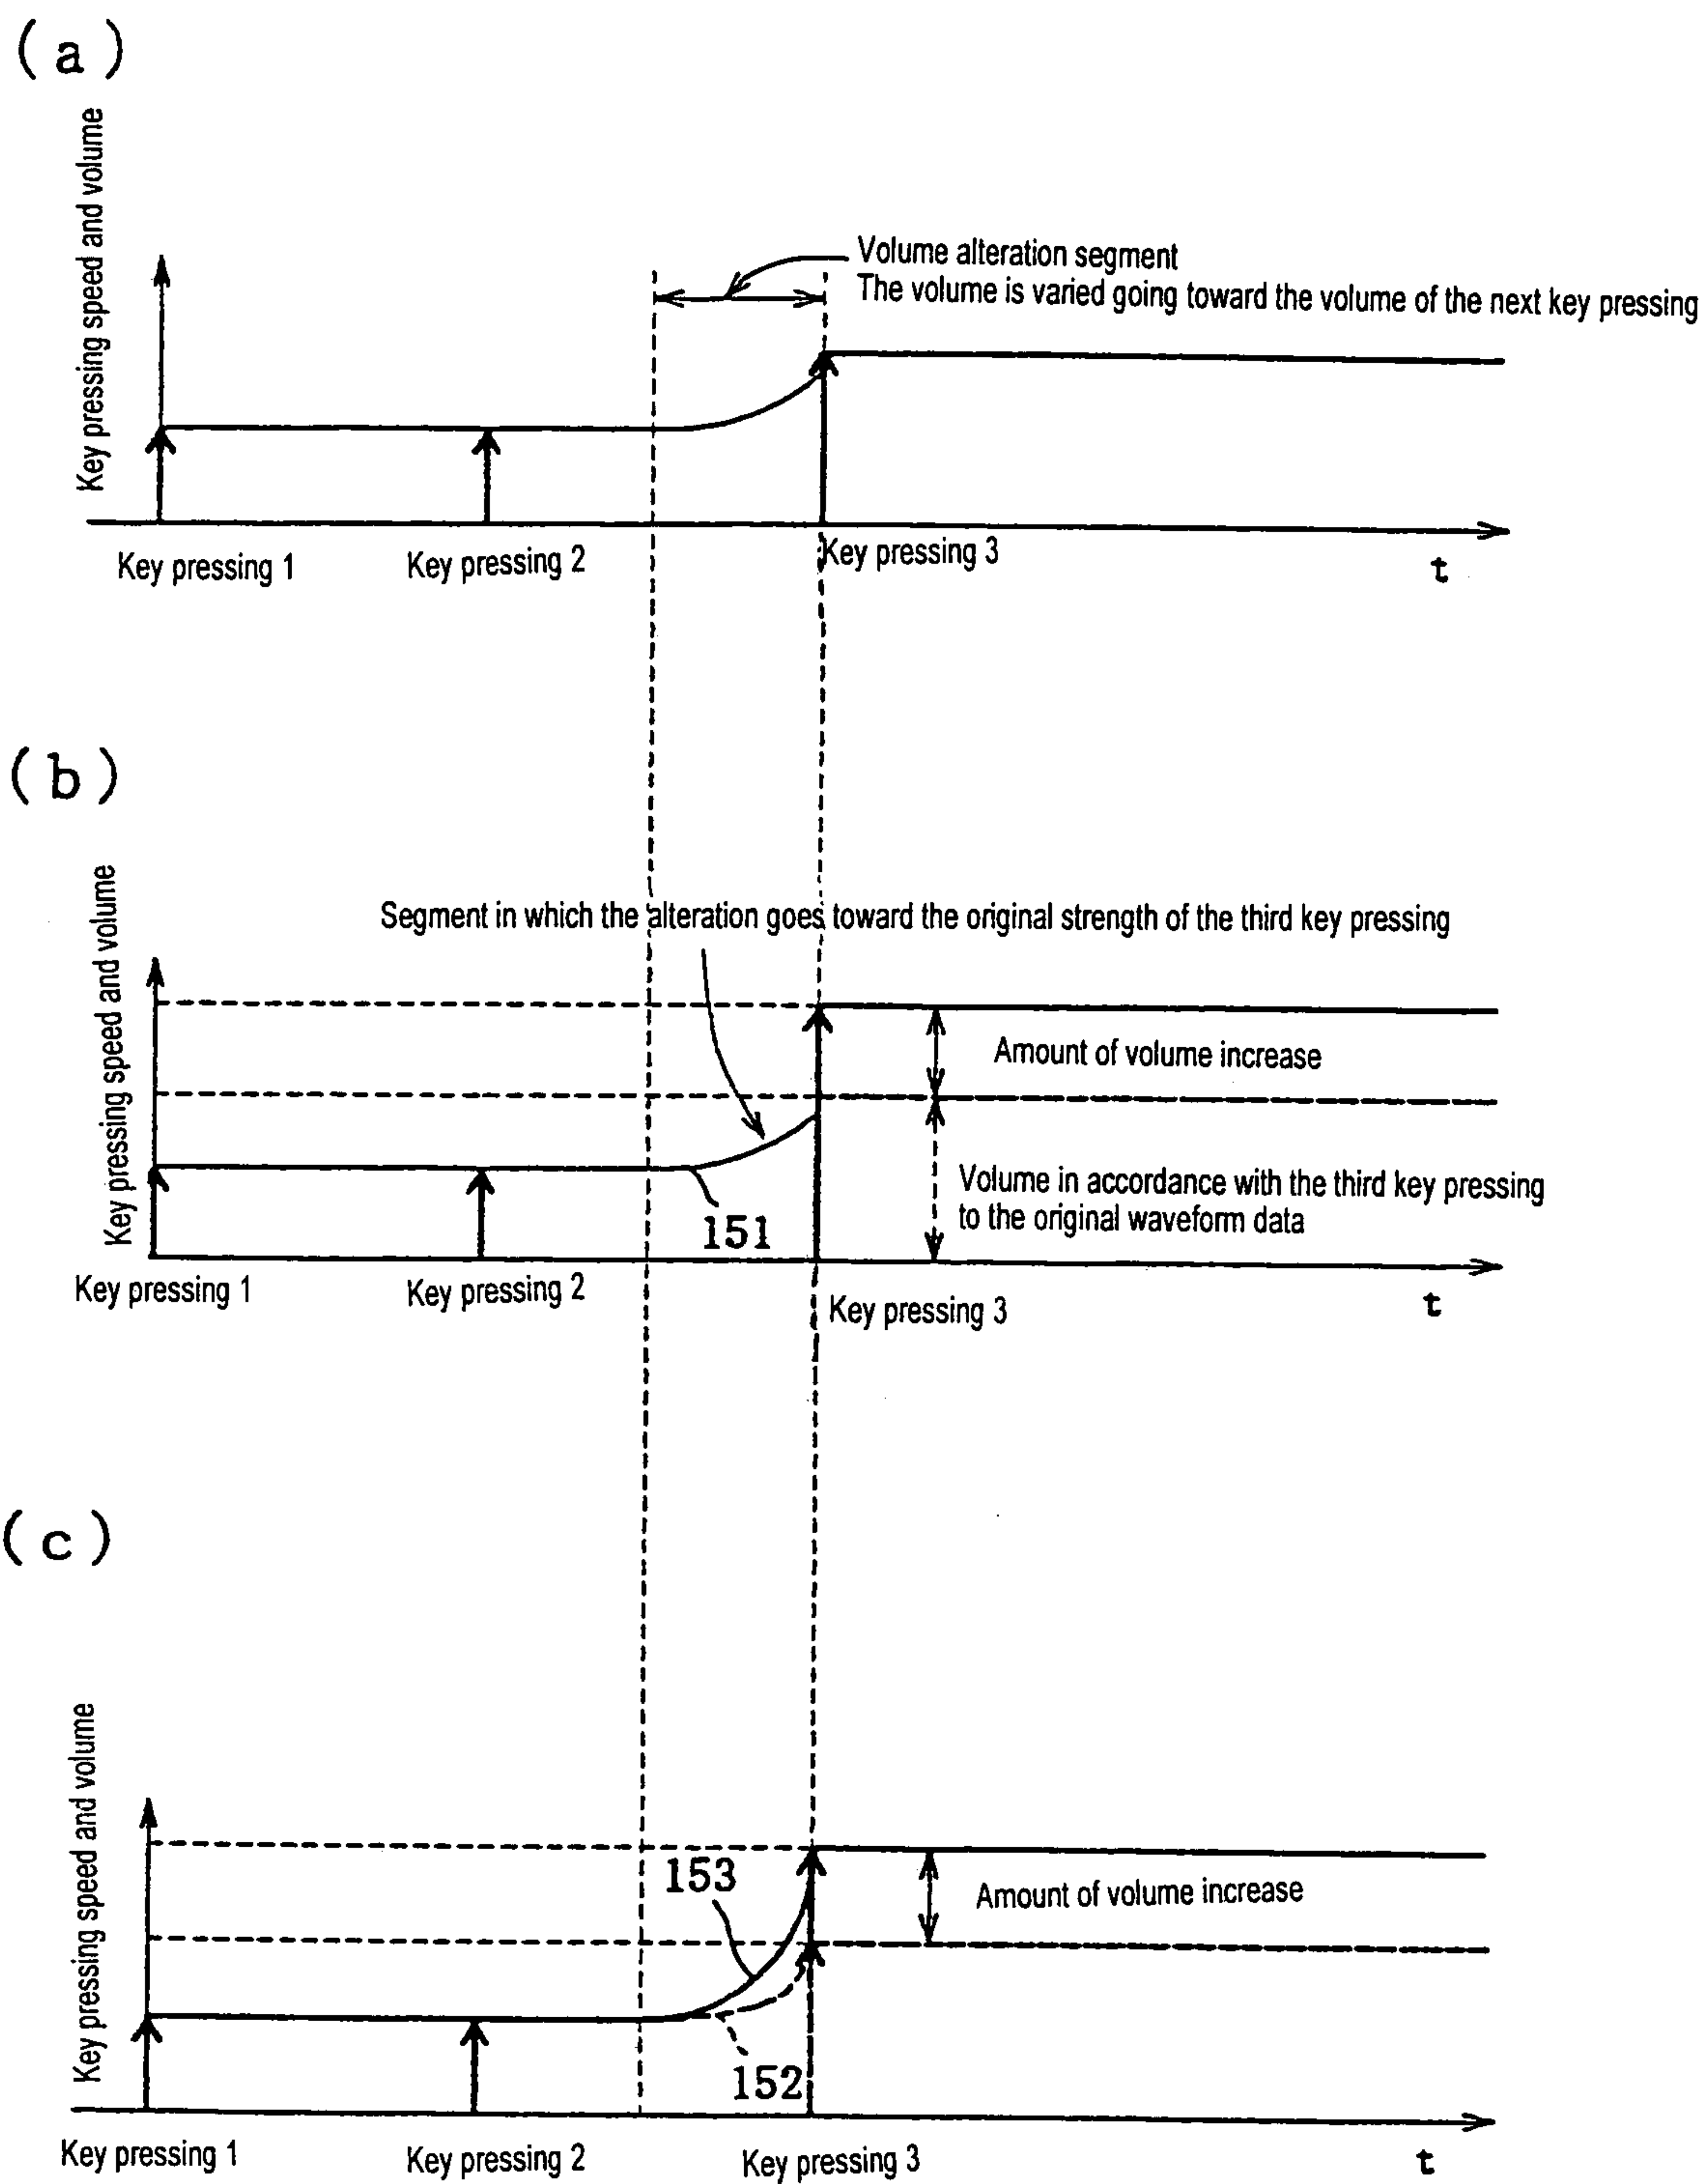 (a)
Key pressing speed and volume
Volume alteration segment
The volume is varied going toward the volume of the next key pressing
Key pressing 1
Key pressing 2
Key pressing 3
t
(b)
Key pressing speed and volume
Segment in which the alteration goes toward the original strength of the third key pressing
Amount of volume increase
Volume in accordance with the third key pressing
to the original waveform data
151
Key pressing 1
Key pressing 2
Key pressing 3
t
(c)
Key pressing speed and volume
153
Amount of volume increase
152
Key pressing 1
Key pressing 2
Key pressing 3
t